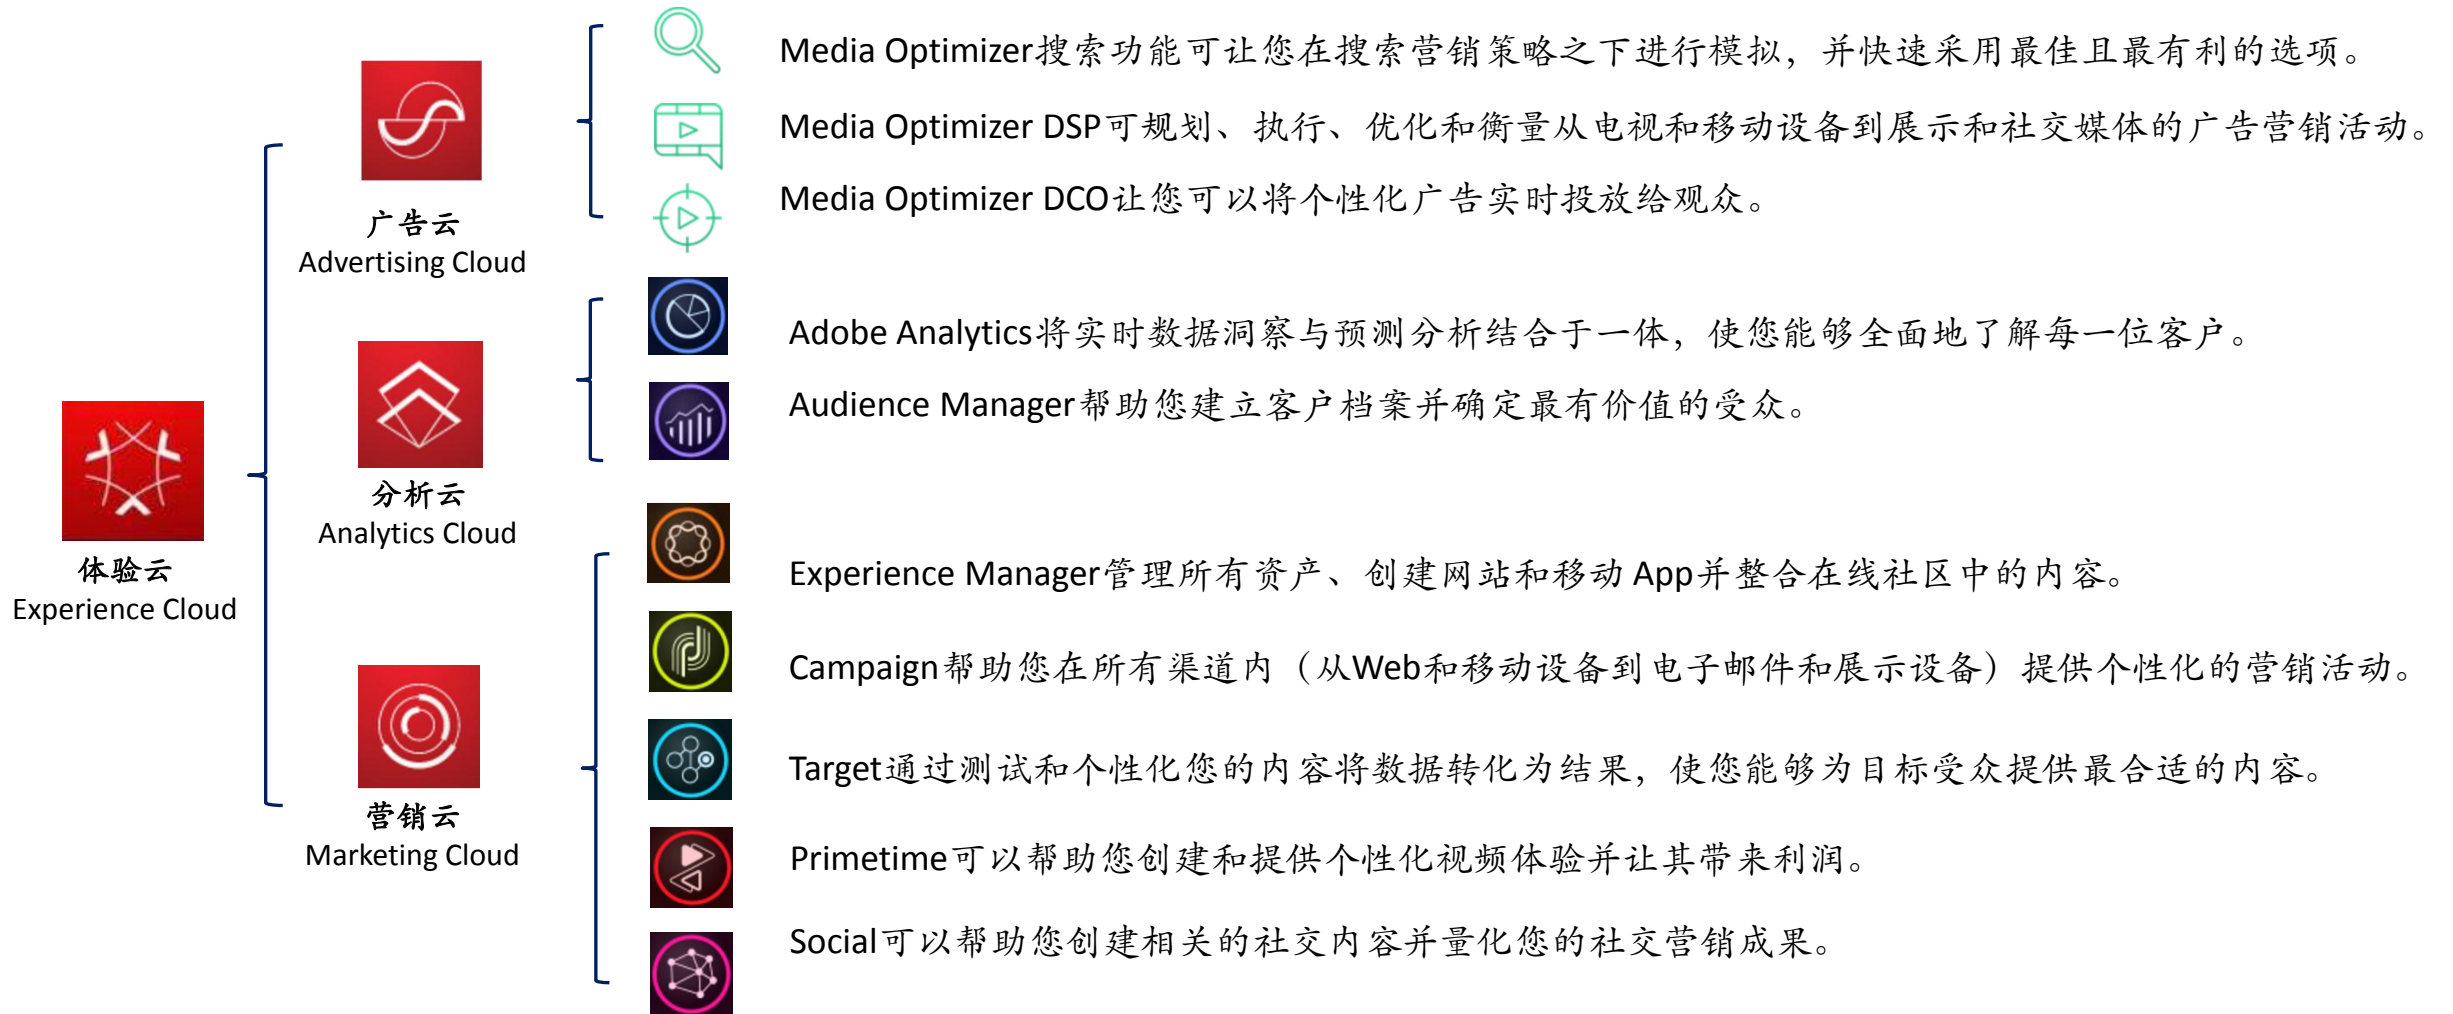 Media Optimizer搜索功能可让您在搜索营销策略之下进行模拟，并快速采用最佳且最有利的选项。
Media Optimizer DSP可规划、执行、优化和衡量从电视和移动设备到展示和社交媒体的广告营销活动。
Media Optimizer DCO让您可以将个性化广告实时投放给观众。
广告云
Advertising Cloud
Adobe Analytics将实时数据洞察与预测分析结合于一体，使您能够全面地了解每一位客户。
Audience Manager帮助您建立客户档案并确定最有价值的受众。
分析云
Analytics Cloud
体验云
Experience Cloud
Experience Manager管理所有资产、创建网站和移动 App并整合在线社区中的内容。
Campaign帮助您在所有渠道内（从Web和移动设备到电子邮件和展示设备）提供个性化的营销活动。
Target通过测试和个性化您的内容将数据转化为结果，使您能够为目标受众提供最合适的内容。
营销云
Marketing Cloud
Primetime可以帮助您创建和提供个性化视频体验并让其带来利润。
Social可以帮助您创建相关的社交内容并量化您的社交营销成果。